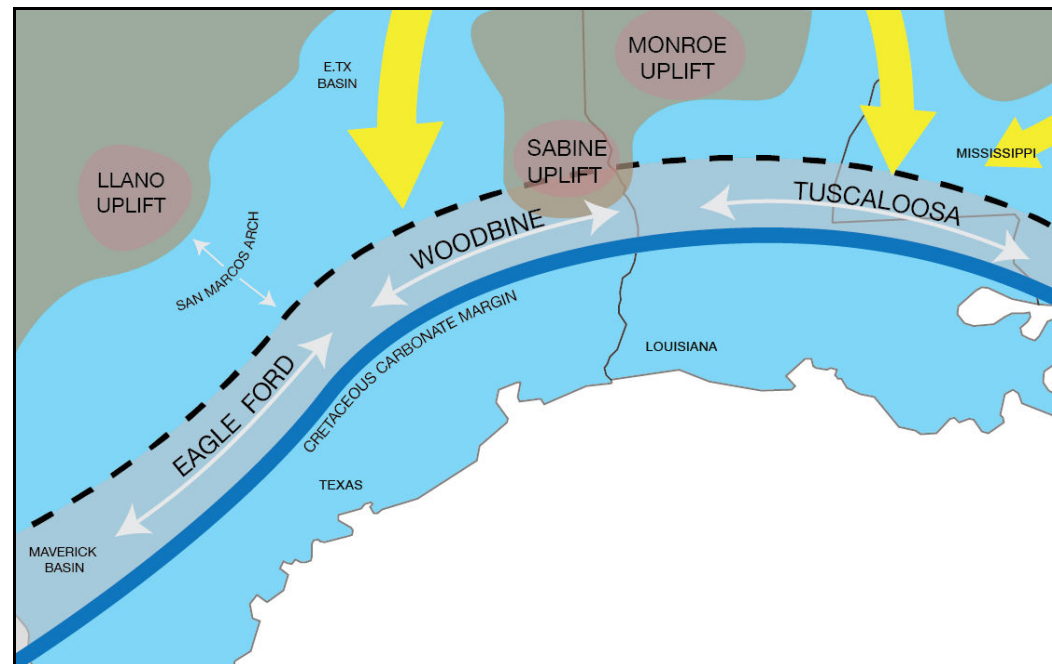 MONROE
UPLIFT
E.TX
BASIN
SABINE
UPLIFT
MISSISSIPPI
LLANO
UPLIFT
TUSCALOOSA
WOODBINE
SAN MARCOS ARCH
CRETACEOUS CARBONATE MARGIN
LOUISIANA
EAGLE FORD
TEXAS
MAVERICK
BASIN